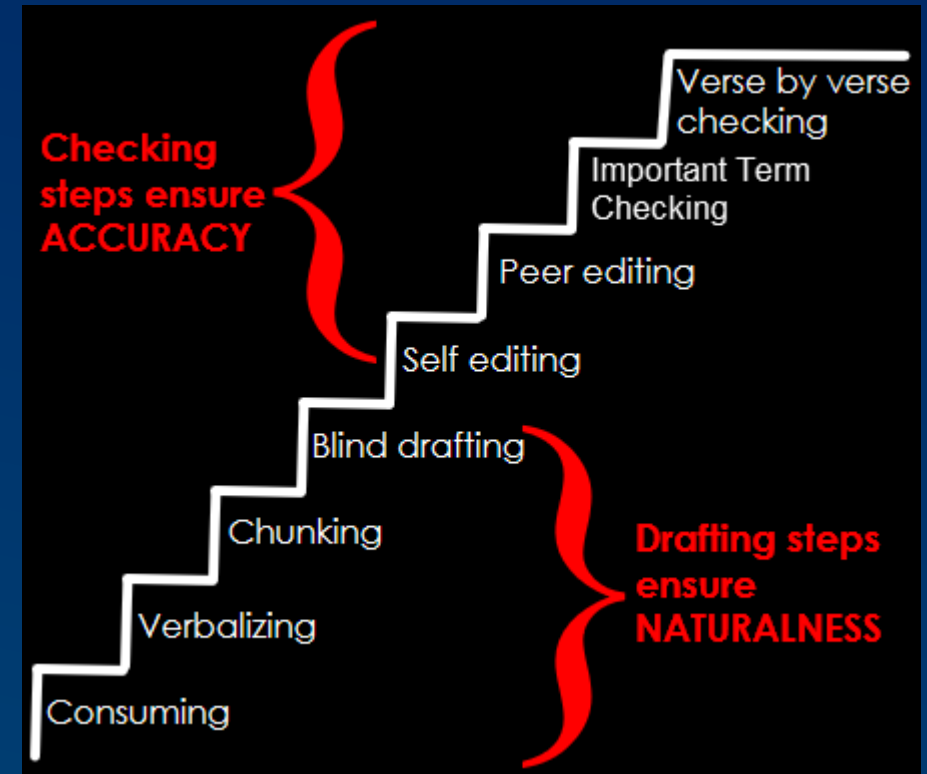 Verse by verse
checking
Checking
steps ensure
ACCURACY
Important Term
Checking
Peer editing
Self editing
Blind drafting
Chunking
Drafting steps
ensure
NATURALNESS
Verbalizing
Consuming